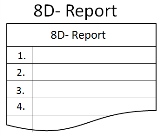 8D- Report
8D- Report
1.
2.
3.
4.